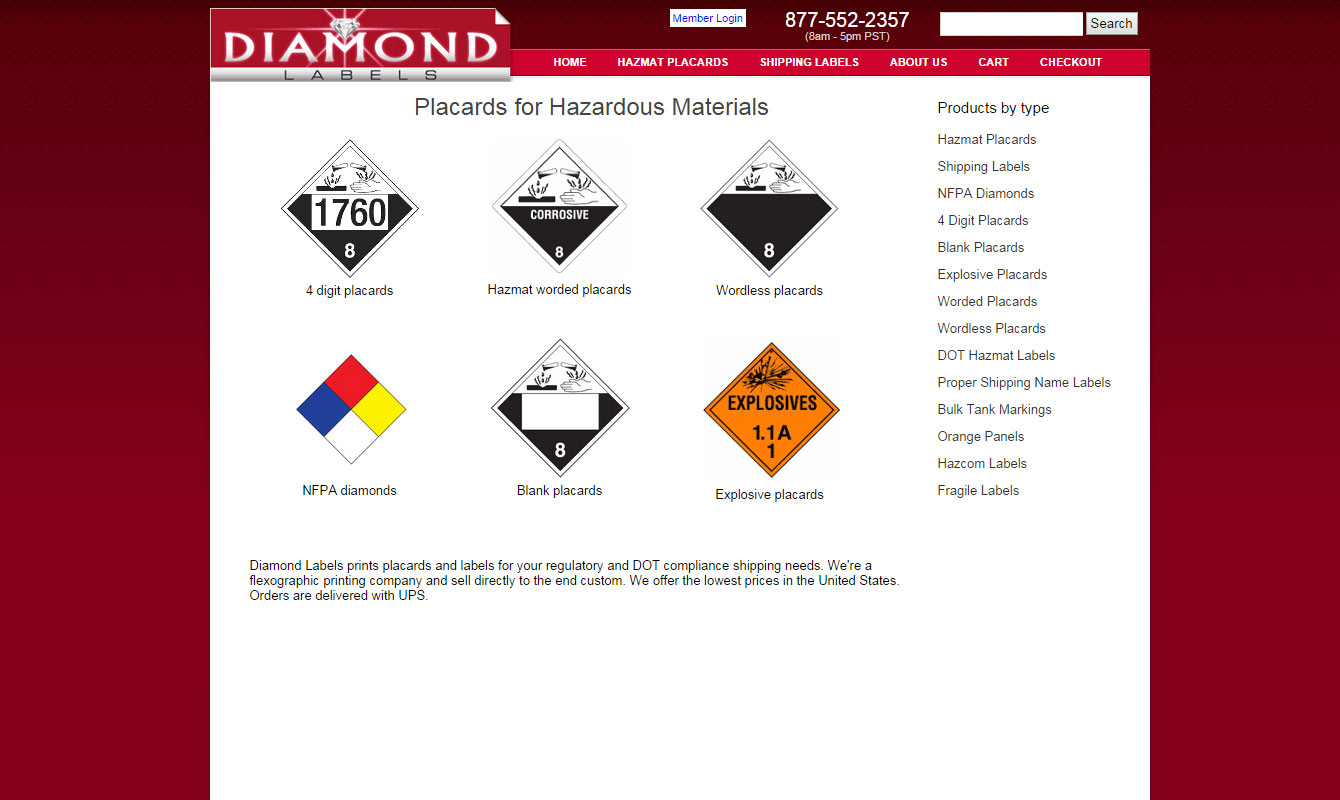 DIAMOND
LABELS
Member Login
877-552-2357
(8am - 5pm PST)
Search
HOME
HAZMAT PLACARDS
SHIPPING LABELS
ABOUT US
CART
CHECKOUT
Placards for Hazardous Materials
1760
8
4 digit placards
CORROSIVE
8
Hazmat worded placards
8
Wordless placards
NFPA diamonds
8
Blank placards
EXPLOSIVES
1.1A
1
Explosive placards
Diamond Labels prints placards and labels for your regulatory and DOT compliance shipping needs. We're a
flexographic printing company and sell directly to the end custom. We offer the lowest prices in the United States.
Orders are delivered with UPS.
Products by type
Hazmat Placards
Shipping Labels
NFPA Diamonds
4 Digit Placards
Blank Placards
Explosive Placards
Worded Placards
Wordless Placards
DOT Hazmat Labels
Proper Shipping Name Labels
Bulk Tank Markings
Orange Panels
Hazcom Labels
Fragile Labels